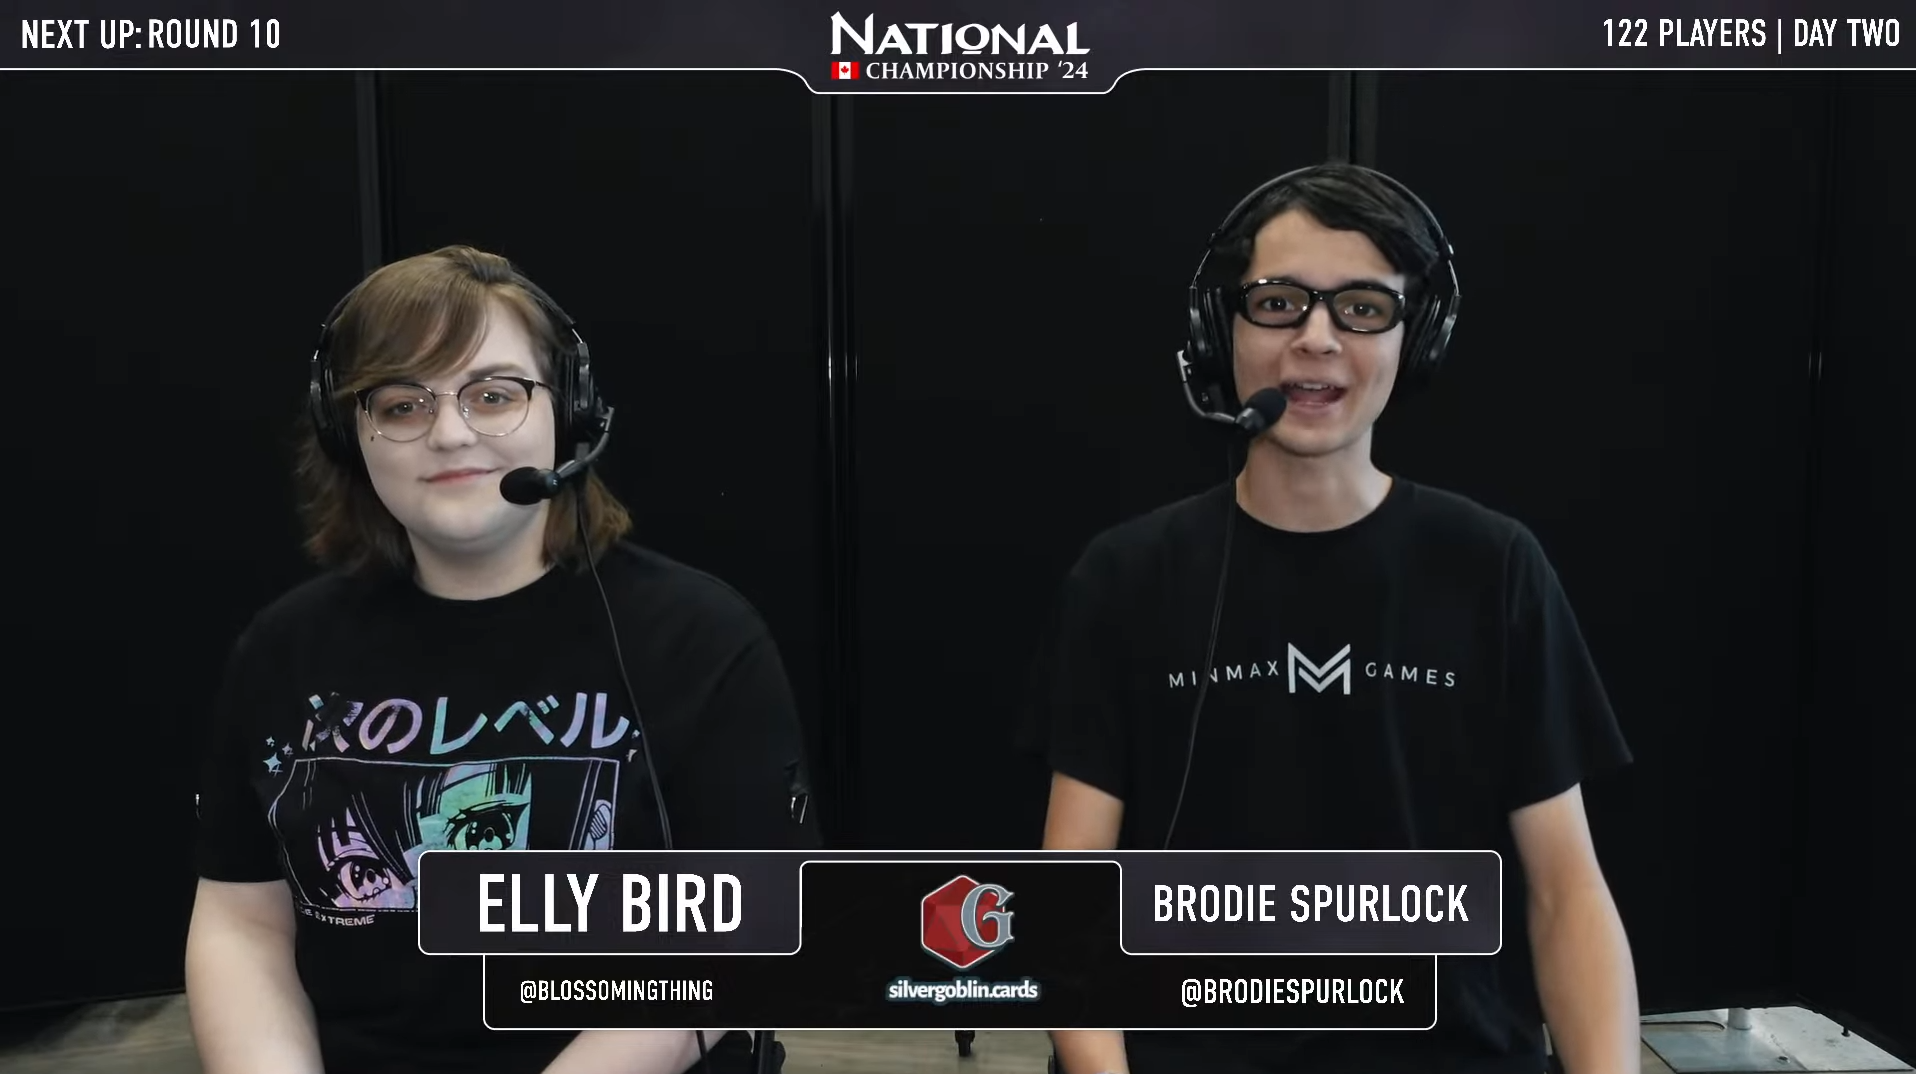 NEXT UP: ROUND 10
NATIONAL
CHAMPIONSHIP '24
122 PLAYERS | DAY TWO
MINMAX M GAMES
次のレベル
EXTREME
ELLY BIRD
G
BRODIE SPURLOCK
@BLOSSOMINGTHING
silvergoblin.cards
@BRODIESPURLOCK